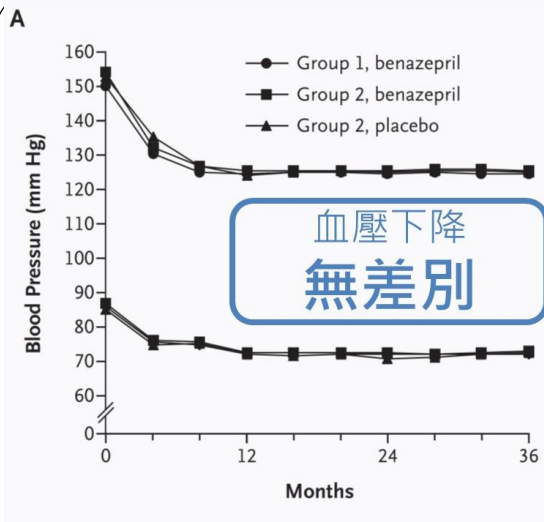 A
160
150
140
130
120
110
100
90
80
70
60
0
Blood Pressure (mm Hg)
Group 1, benazepril
Group 2, benazepril
Group 2, placebo
血壓下降
無差別
0
12
24
36
Months